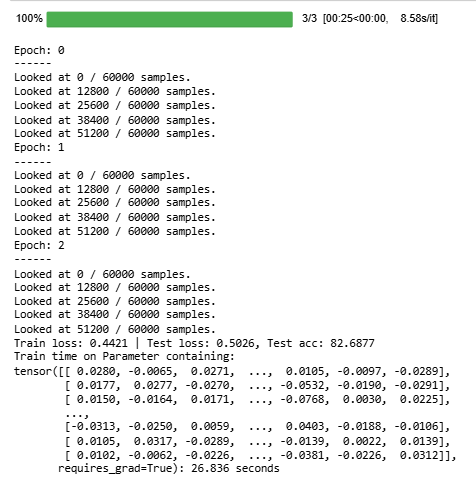 100% 3/3 [00:25<00:00, 8.58s/it]
Epoch: 0
------
Looked at 0 / 60000 samples.
Looked at 12800 / 60000 samples.
Looked at 25600 / 60000 samples.
Looked at 38400 / 60000 samples.
Looked at 51200 / 60000 samples.
Epoch: 1
------
Looked at 0 / 60000 samples.
Looked at 12800 / 60000 samples.
Looked at 25600 / 60000 samples.
Looked at 38400 / 60000 samples.
Looked at 51200 / 60000 samples.
Epoch: 2
------
Looked at 0 / 60000 samples.
Looked at 12800 / 60000 samples.
Looked at 25600 / 60000 samples.
Looked at 38400 / 60000 samples.
Looked at 51200 / 60000 samples.
Train loss: 0.4421 | Test loss: 0.5026, Test acc: 82.6877
Train time on Parameter containing:
tensor([[ 0.0280, -0.0065, 0.0271, ..., 0.0105, -0.0097, -0.0289],
[ 0.0177, 0.0277, -0.0270, ..., -0.0532, -0.0190, -0.0291],
[ 0.0150, -0.0164, 0.0171, ..., -0.0768, 0.0030, 0.0225],
...,
[-0.0313, -0.0250, 0.0059, ..., 0.0403, -0.0188, -0.0106],
[ 0.0105, 0.0317, -0.0289, ..., -0.0139, 0.0022, 0.0139],
[ 0.0102, -0.0062, -0.0226, ..., -0.0381, -0.0226, 0.0312]],
requires_grad=True): 26.836 seconds